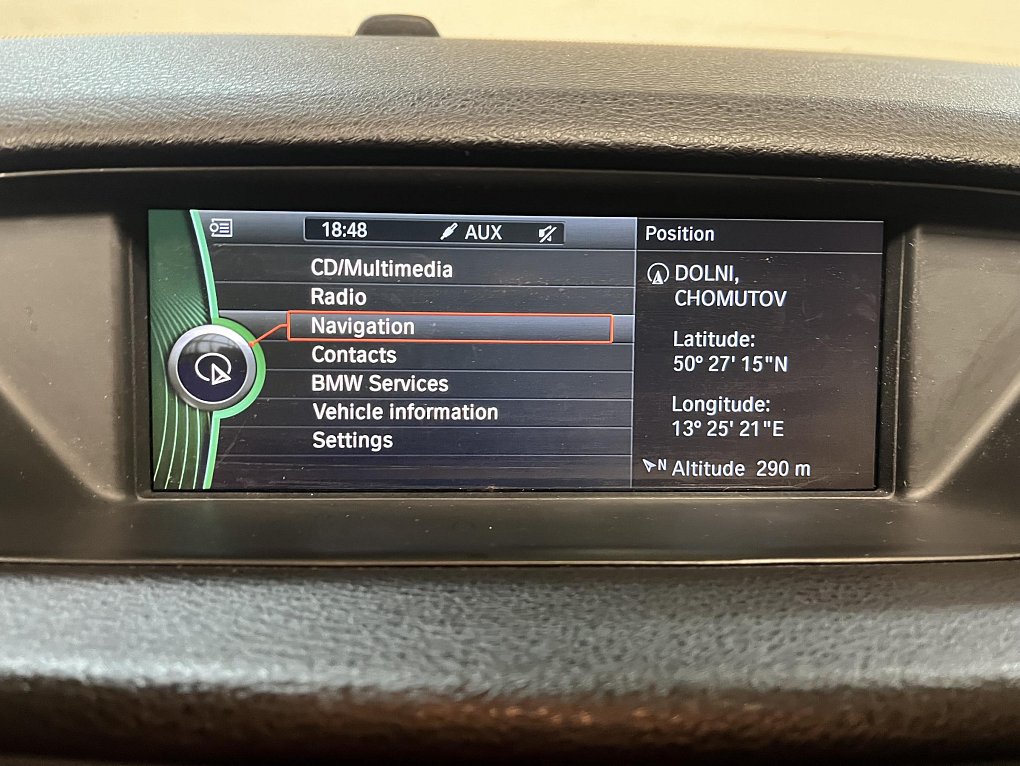 18:48 AUX
CD/Multimedia
Radio
Navigation
Contacts
BMW Services
Vehicle information
Settings
Position
DOLNI,
CHOMUTOV
Latitude:
50° 27' 15"N
Longitude:
13° 25' 21"E
N Altitude 290 m